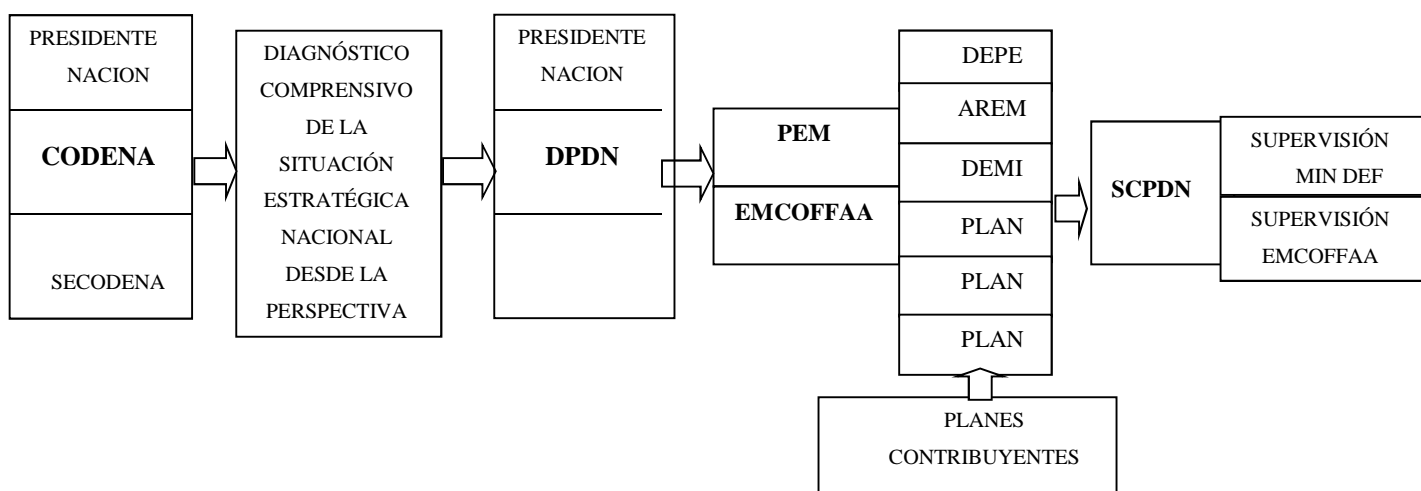 PRESIDENTE
NACION
CODENA
SECODENA
DIAGNÓSTICO
COMPRENSIVO
DE LA
SITUACIÓN
ESTRATÉGICA
NACIONAL
DESDE LA
PERSPECTIVA
PRESIDENTE
NACION
DPDN
PEM
EMCOFFAA
DEPE
AREM
DEMI
PLAN
PLAN
PLAN
PLANES
CONTRIBUYENTES
SCPDN
SUPERVISIÓN
MIN DEF
SUPERVISIÓN
EMCOFFAA